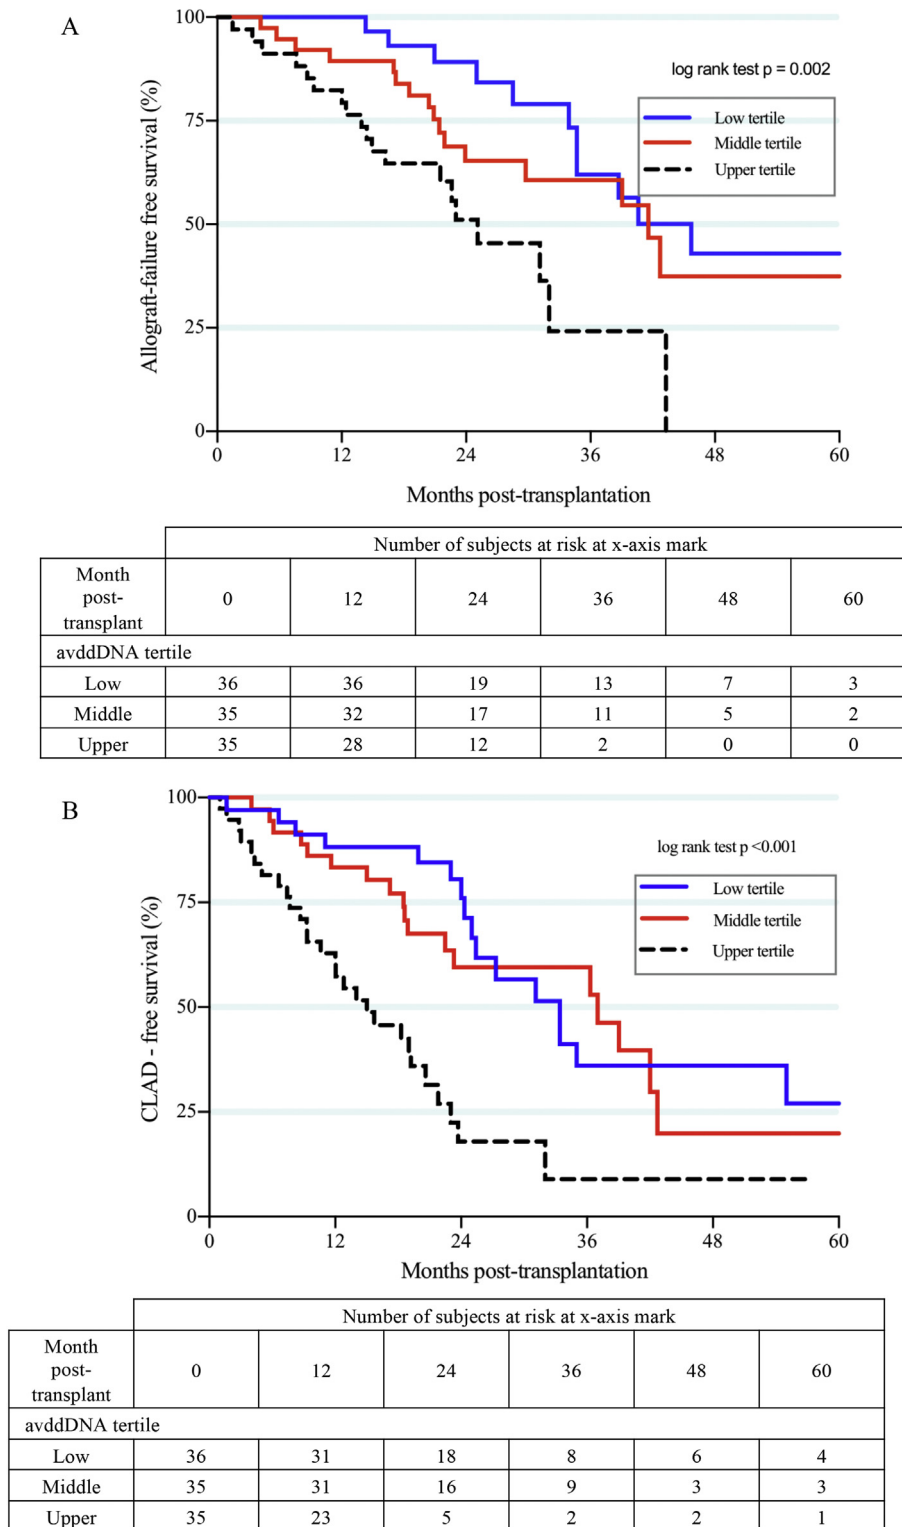 A
100
75
50
25
0
Allograft-failure free survival (%)
log rank test p = 0.002
Low tertile
Middle tertile
Upper tertile
0 12 24 36 48 60
Months post-transplantation
Number of subjects at risk at x-axis mark
Month
post-
transplant
0 12 24 36 48 60
avddDNA tertile
Low 36 36 19 13 7 3
Middle 35 32 17 11 5 2
Upper 35 28 12 2 0 0
B
100
75
50
25
0
CLAD - free survival (%)
log rank test p <0.001
Low tertile
Middle tertile
Upper tertile
0 12 24 36 48 60
Months post-transplantation
Number of subjects at risk at x-axis mark
Month
post-
transplant
0 12 24 36 48 60
avddDNA tertile
Low 36 31 18 8 6 4
Middle 35 31 16 9 3 3
Upper 35 23 5 2 2 1